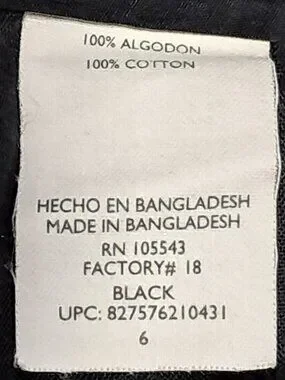 100% ALGODON
100% COTTON
HECHO EN BANGLADESH
MADE IN BANGLADESH
RN 105543
FACTORY# 18
BLACK
UPC: 827576210431
6